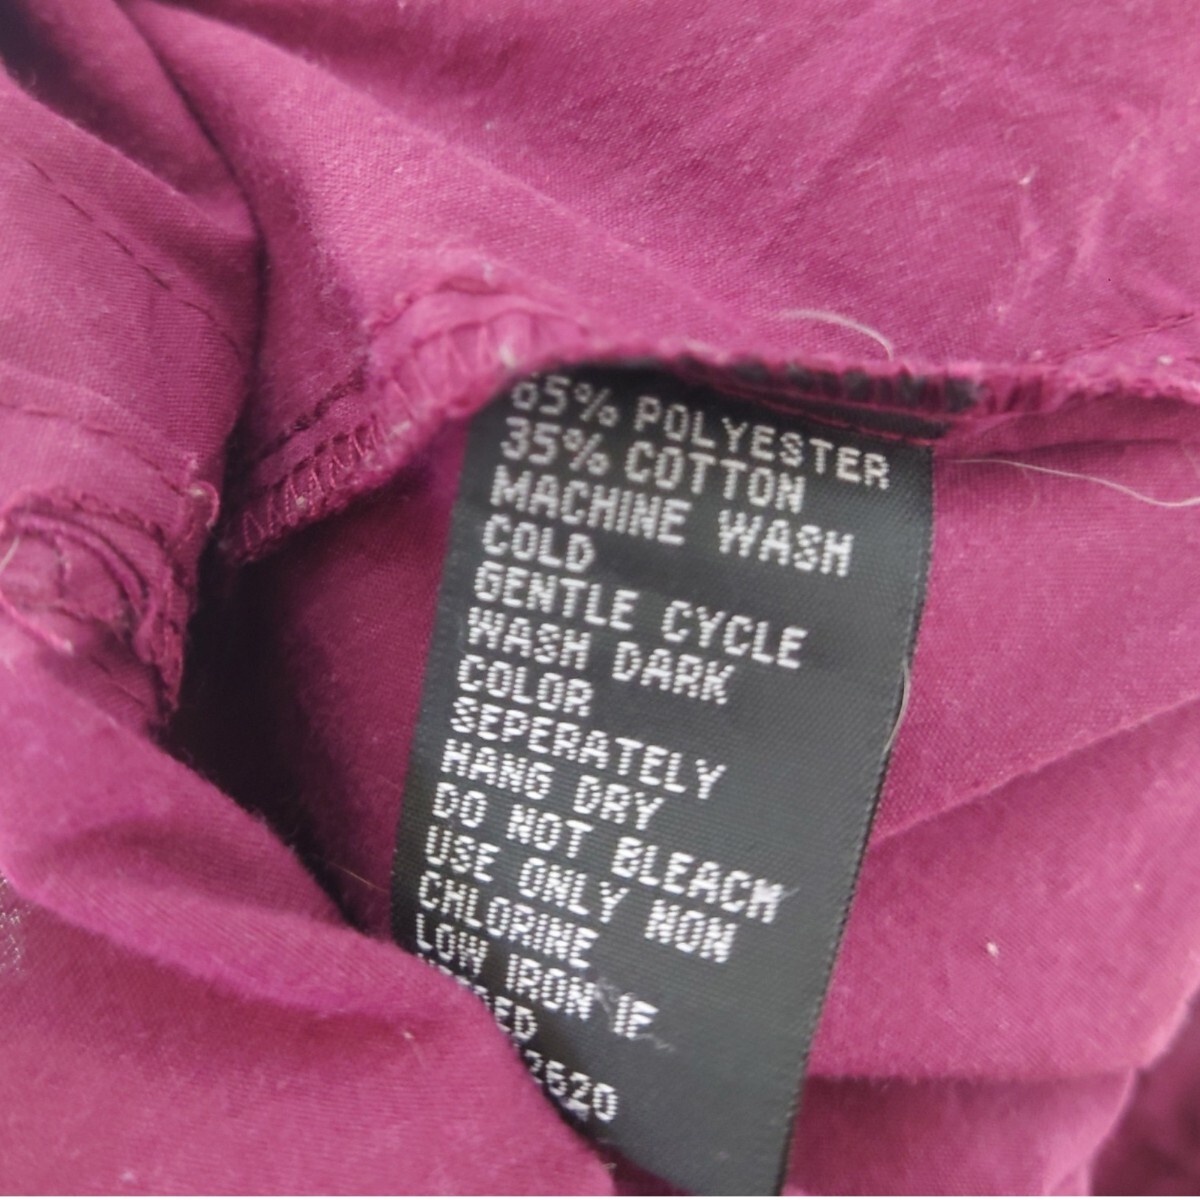 65% POLYESTER
35% COTTON
MACHINE WASH
COLD
GENTLE CYCLE
WASH DARK
COLOR
SEPERATELY
HANG DRY
DO NOT BLEACH
USE ONLY NON
CHLORINE
LOW IRON IF